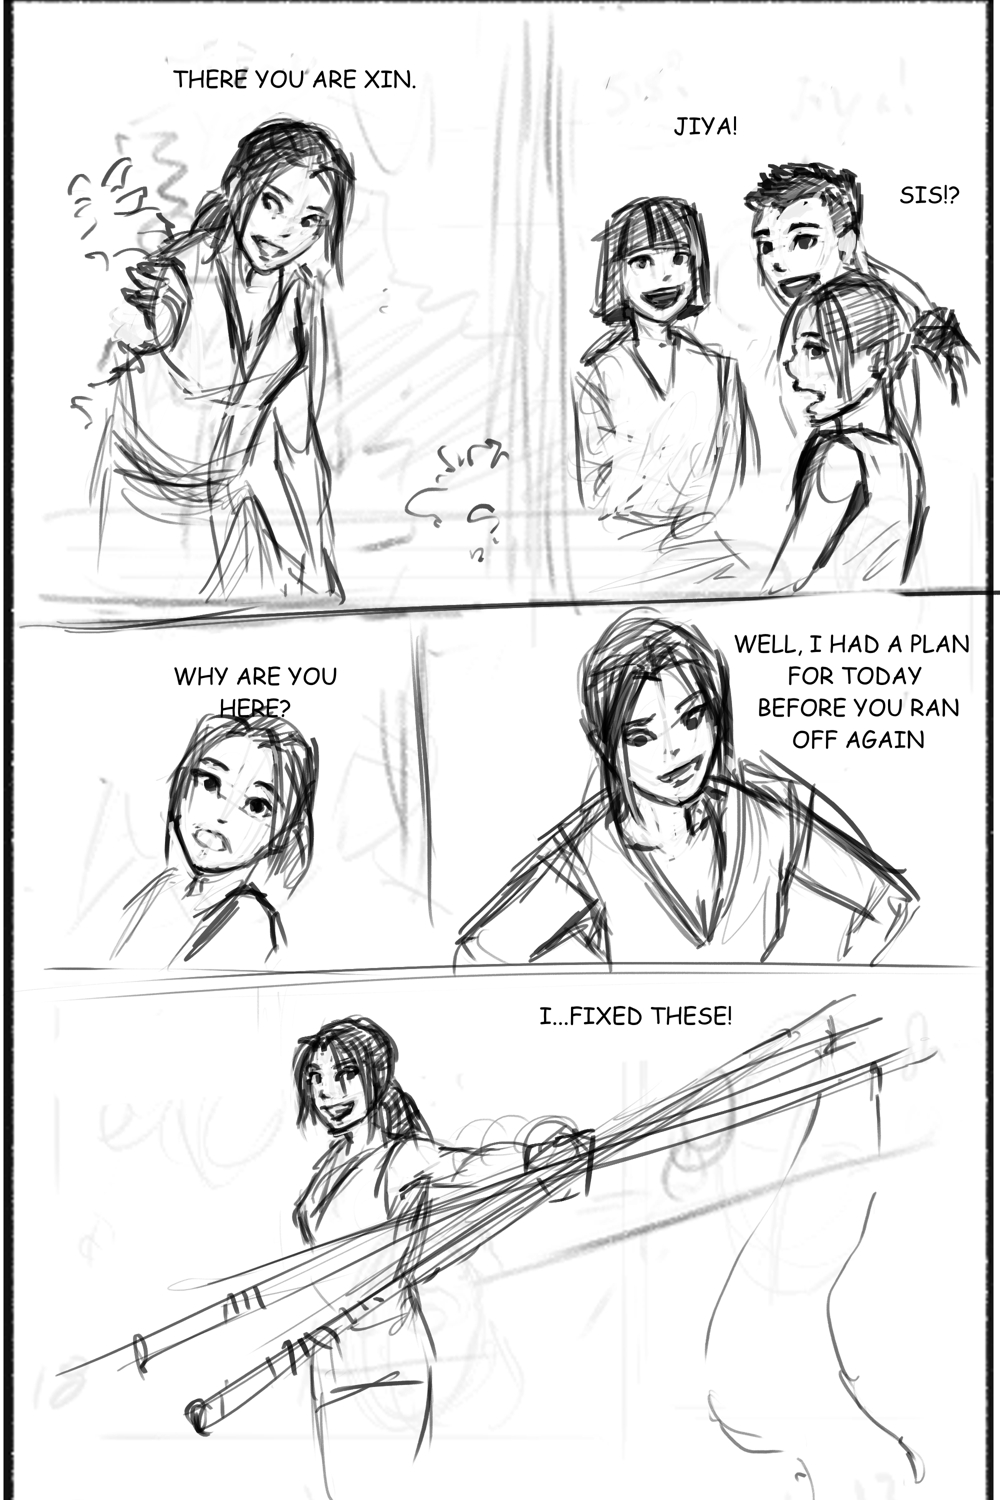 THERE YOU ARE XIN.
JIYA!
SIS!?
WHY ARE YOU
HERE?
WELL, I HAD A PLAN
FOR TODAY
BEFORE YOU RAN
OFF AGAIN
I...FIXED THESE!